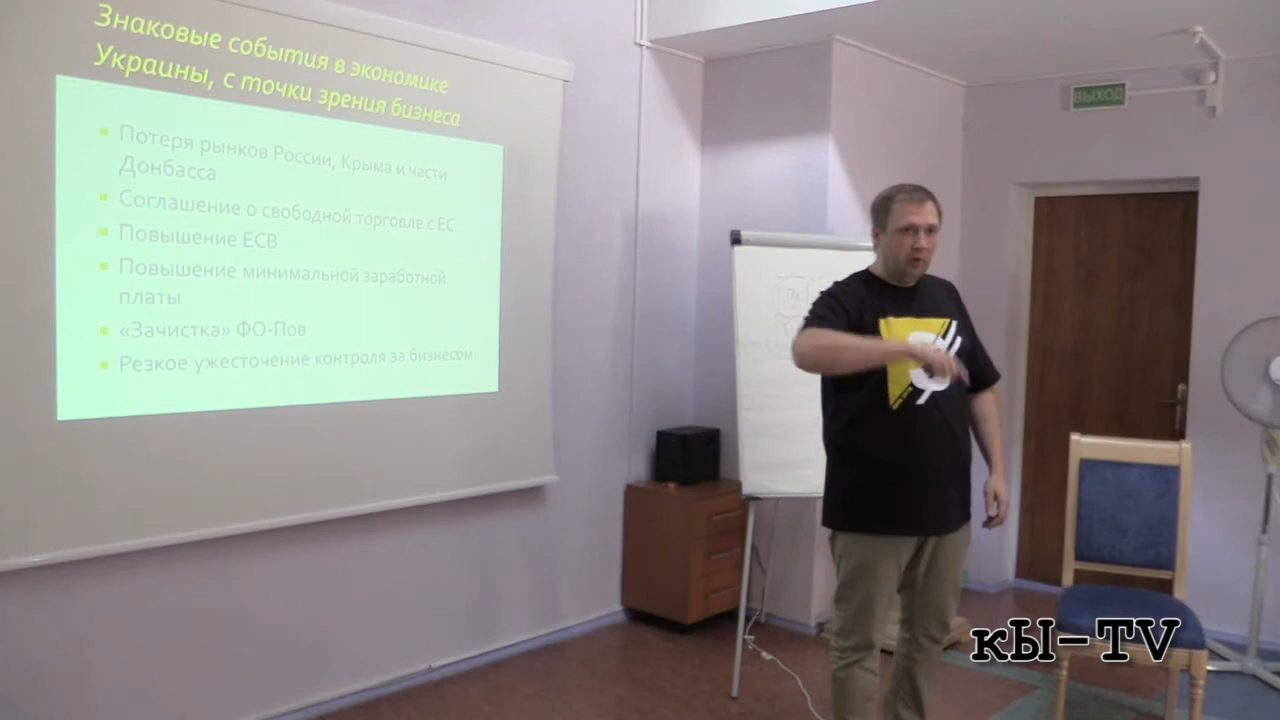 Знаковые события в экономике
Украины, с точки зрения бизнеса
Потеря рынков России, Крыма и части
Донбасса
Соглашение о свободной торговле с ЕС
Повышение ЕСВ
Повышение минимальной заработной
платы
«Зачистка» ФО-Пов
Резкое ужесточение контроля за бизнесом
ВЫХОД
кЫ-TV